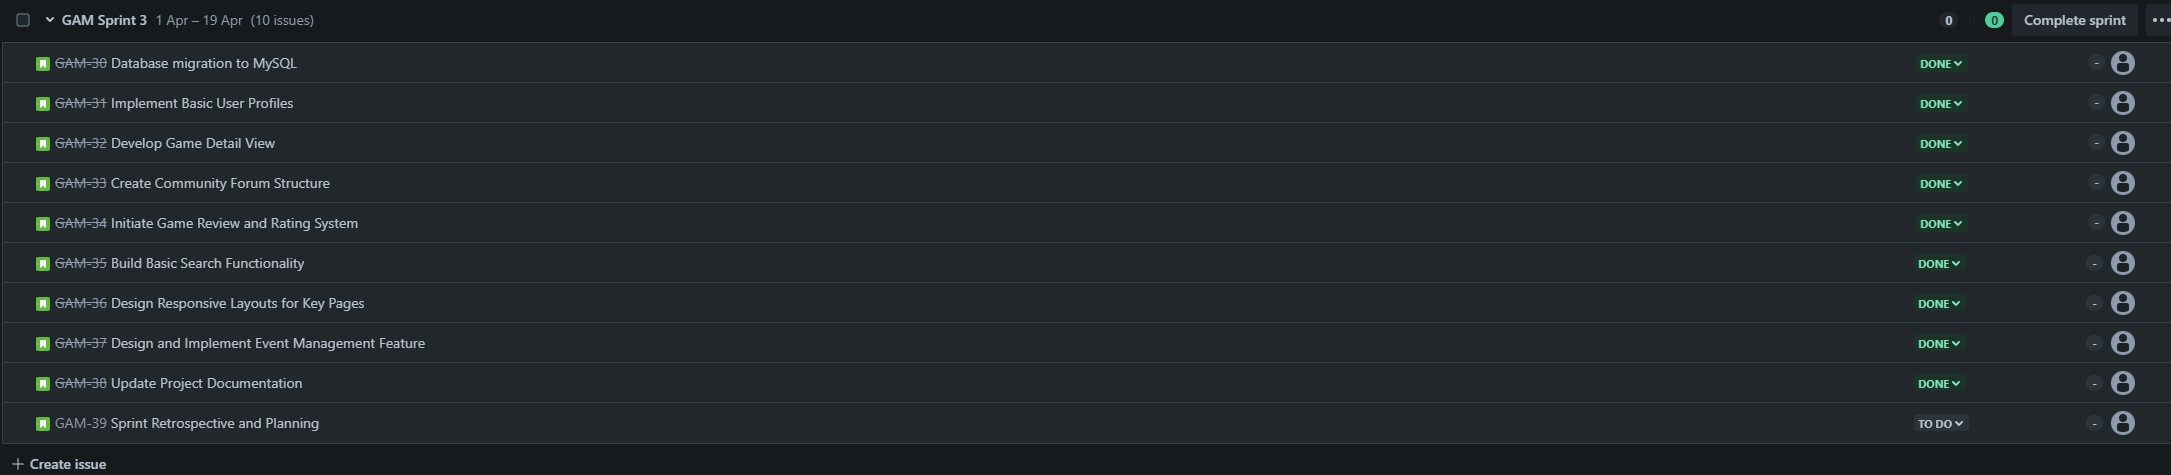 GAM Sprint 3 1 Apr – 19 Apr (10 issues) 0 0 0 Complete sprint
GAM-30 Database migration to MySQL DONE -
GAM-31 Implement Basic User Profiles DONE -
GAM-32 Develop Game Detail View DONE -
GAM-33 Create Community Forum Structure DONE -
GAM-34 Initiate Game Review and Rating System DONE -
GAM-35 Build Basic Search Functionality DONE -
GAM-36 Design Responsive Layouts for Key Pages DONE -
GAM-37 Design and Implement Event Management Feature DONE -
GAM-38 Update Project Documentation DONE -
GAM-39 Sprint Retrospective and Planning TO DO -
+ Create issue